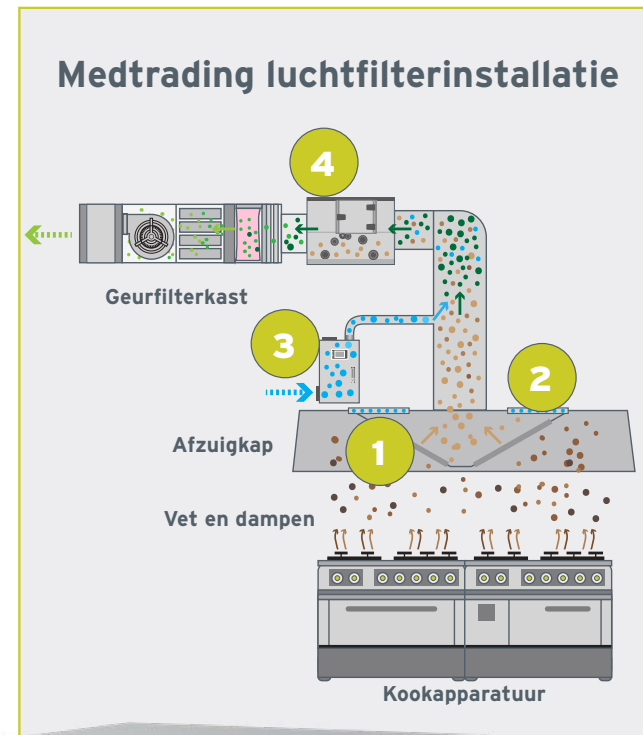 Medtrading luchtfilterinstallatie
4
Geurfilterkast
3
2
Afzuigkap
1
Vet en dampen
Kookapparatuur